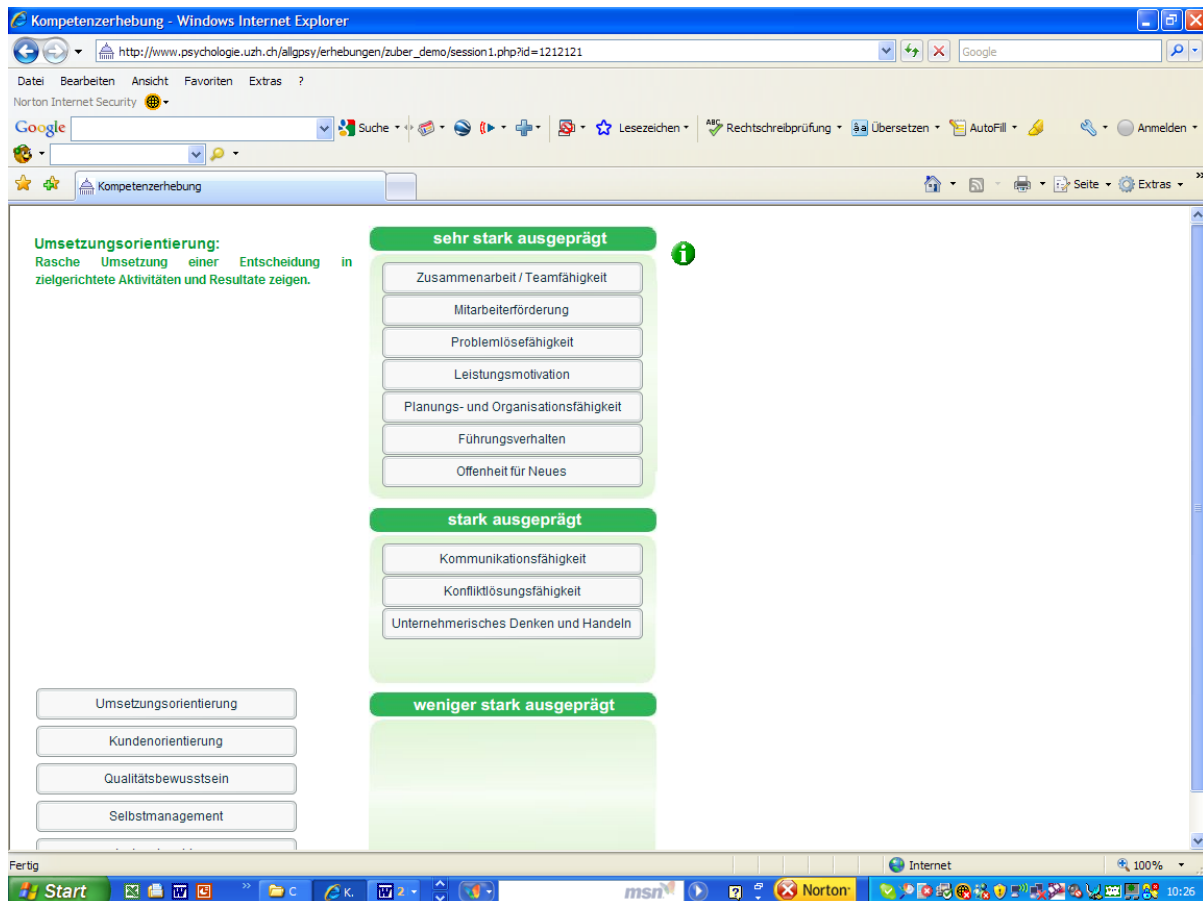 Kompetenzerhebung - Windows Internet Explorer
http://www.psychologie.uzh.ch/allgpsy/erhebungen/zuber_demo/session1.php?id=1212121
Google
Datei Bearbeiten Ansicht Favoriten Extras ?
Norton Internet Security
Google Suche Lesezeichen Rechtschreibprüfung Übersetzen AutoFill Anmelden
Kompetenzerhebung Seite Extras
Umsetzungsorientierung:
Rasche Umsetzung einer Entscheidung in
zielgerichtete Aktivitäten und Resultate zeigen.
sehr stark ausgeprägt
Zusammenarbeit / Teamfähigkeit
Mitarbeiterförderung
Problemlösefähigkeit
Leistungsmotivation
Planungs- und Organisationsfähigkeit
Führungsverhalten
Offenheit für Neues
stark ausgeprägt
Kommunikationsfähigkeit
Konfliktlösungsfähigkeit
Unternehmerisches Denken und Handeln
weniger stark ausgeprägt
Umsetzungsorientierung
Kundenorientierung
Qualitätsbewusstsein
Selbstmanagement
Fertig Internet 100%
Start C K. 2 msn Norton 10:26